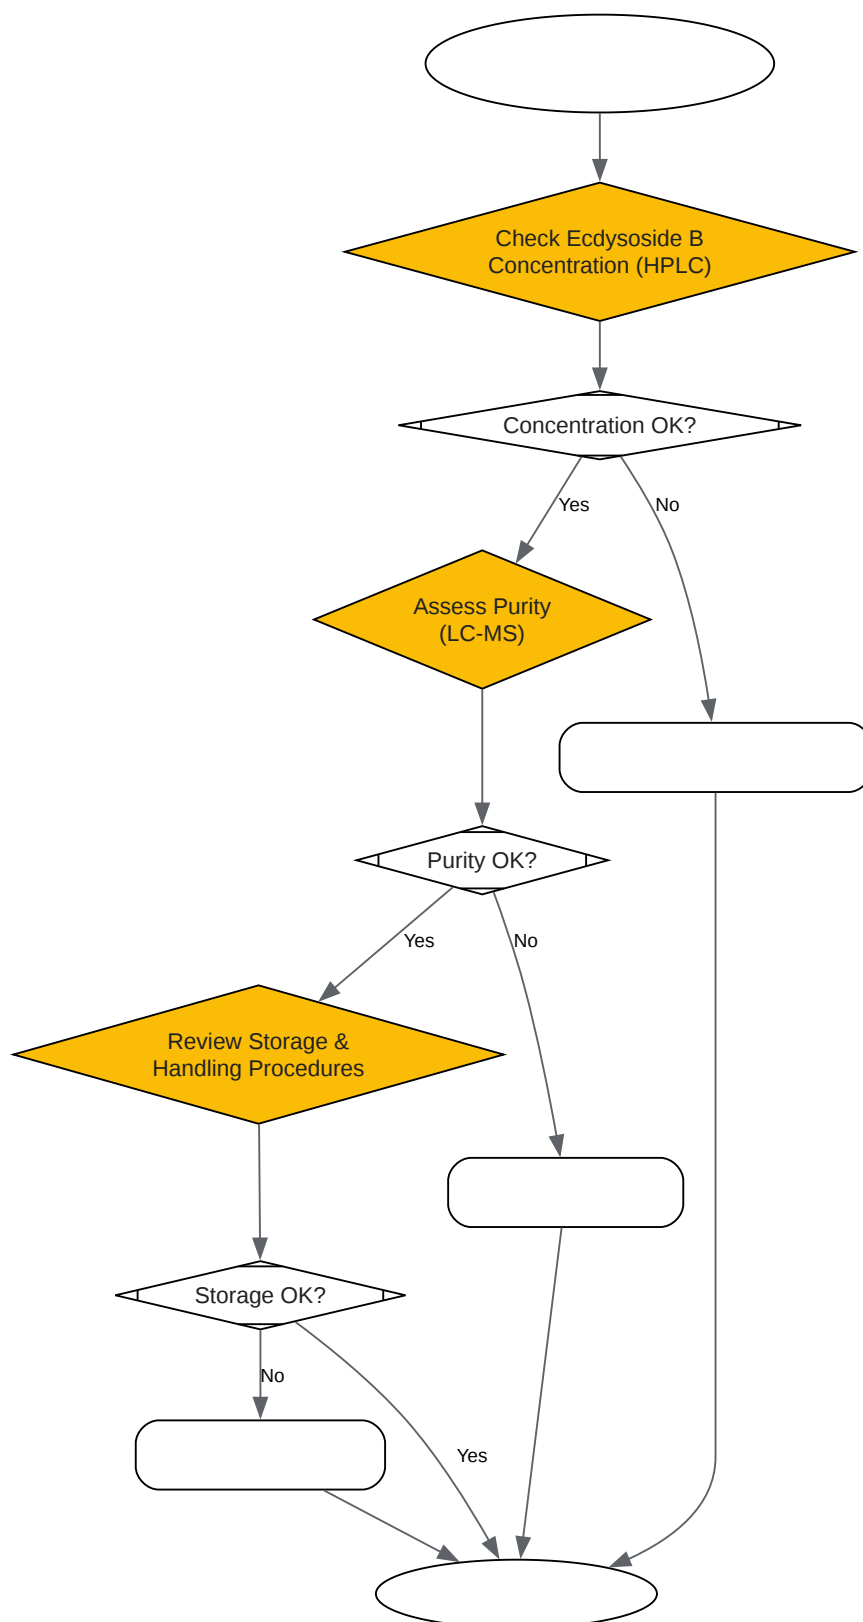 Check Ecdysoside B
Concentration (HPLC)
Concentration OK?
Yes
No
Assess Purity
(LC-MS)
Purity OK?
Yes
No
Review Storage &
Handling Procedures
Storage OK?
No
Yes